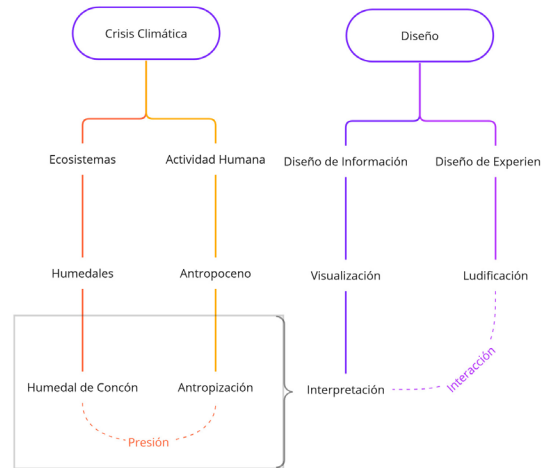 Crisis Climática
Diseño
Ecosistemas
Actividad Humana
Diseño de Información
Diseño de Experien
Humedales
Antropoceno
Visualización
Ludificación
Humedal de Concón
Antropización
Interpretación
Interacción
Presión